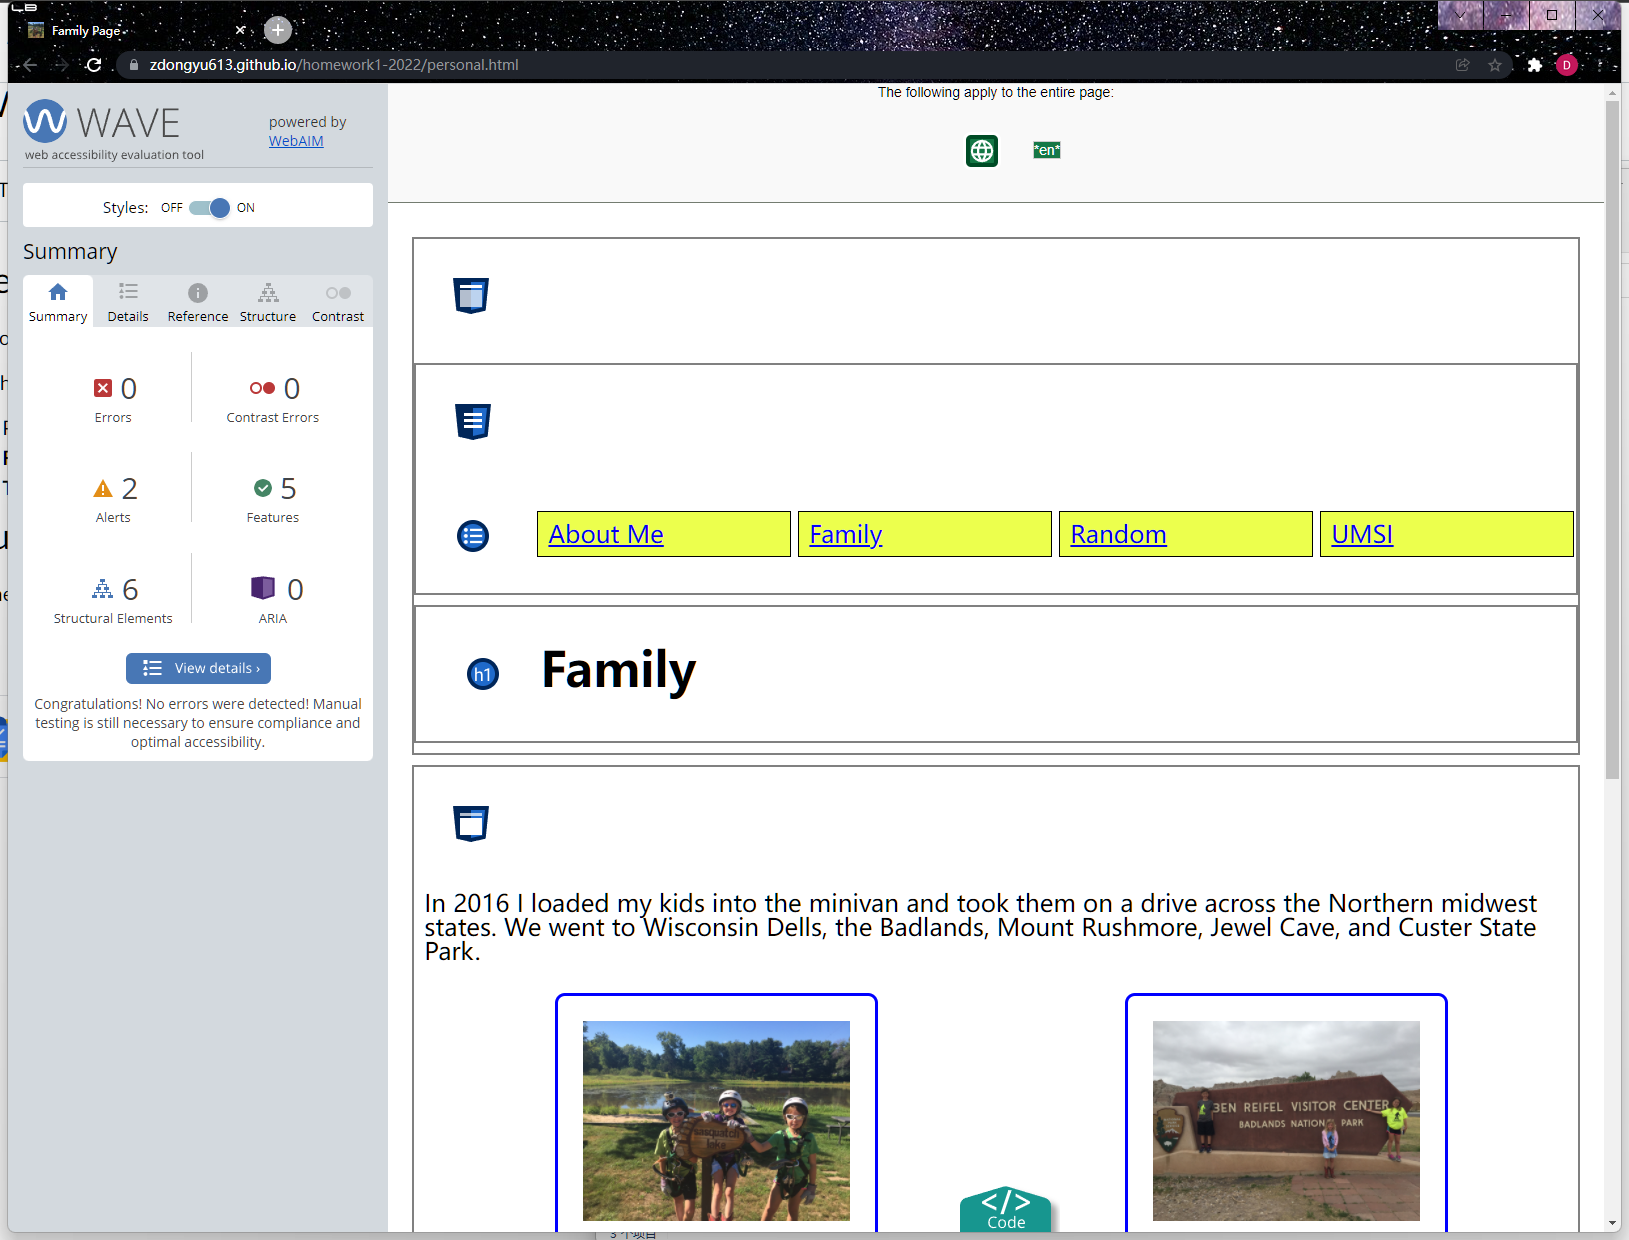 Family Page
zdongyu613.github.io/homework1-2022/personal.html
D
WAVE
web accessibility evaluation tool
powered by
WebAIM
Styles: OFF ON
Summary
Summary
Details
Reference
Structure
Contrast
0
Errors
0
Contrast Errors
2
Alerts
5
Features
6
Structural Elements
0
ARIA
View details ›
Congratulations! No errors were detected! Manual
testing is still necessary to ensure compliance and
optimal accessibility.
The following apply to the entire page:
*en*
About Me
Family
Random
UMSI
h1
Family
In 2016 I loaded my kids into the minivan and took them on a drive across the Northern midwest
states. We went to Wisconsin Dells, the Badlands, Mount Rushmore, Jewel Cave, and Custer State
Park.
sasquatch
lake
BEN REIFEL VISITOR CENTER
BADLANDS NATIONAL PARK
</>
Code